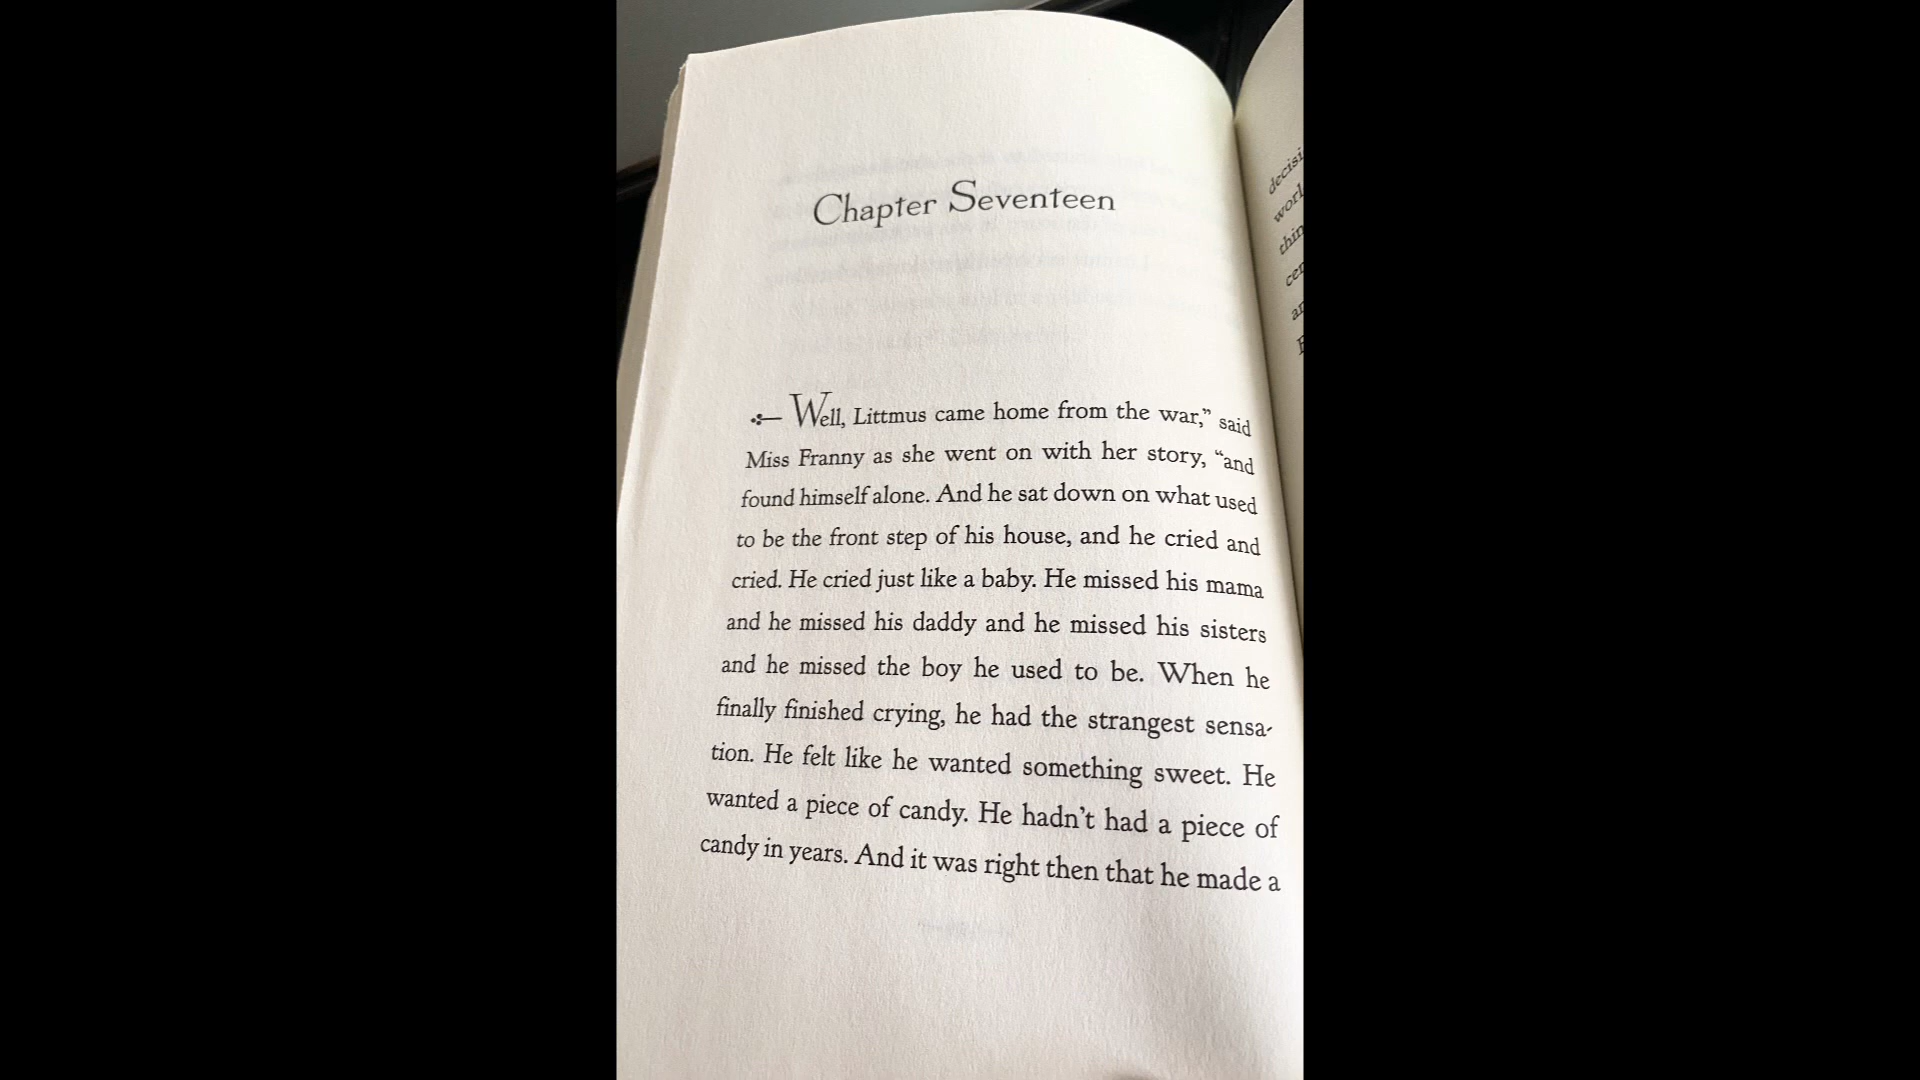 Chapter Seventeen
Well, Littmus came home from the war,” said
Miss Franny as she went on with her story, “and
found himself alone. And he sat down on what used
to be the front step of his house, and he cried and
cried. He cried just like a baby. He missed his mama
and he missed his daddy and he missed his sisters
and he missed the boy he used to be. When he
finally finished crying, he had the strangest sensa-
tion. He felt like he wanted something sweet. He
wanted a piece of candy. He hadn’t had a piece of
candy in years. And it was right then that he made a